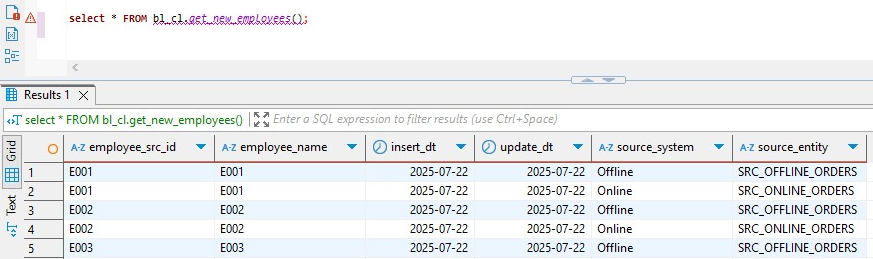 select * FROM bl_cl.get_new_employees();
Results 1
select * FROM bl_cl.get_new_employees() Enter a SQL expression to filter results (use Ctrl+Space)
Grid
Text
A-Z employee_src_id A-Z employee_name insert_dt update_dt A-Z source_system A-Z source_entity
1 E001 E001 2025-07-22 2025-07-22 Offline SRC_OFFLINE_ORDERS
2 E001 E001 2025-07-22 2025-07-22 Online SRC_ONLINE_ORDERS
3 E002 E002 2025-07-22 2025-07-22 Offline SRC_OFFLINE_ORDERS
4 E002 E002 2025-07-22 2025-07-22 Online SRC_ONLINE_ORDERS
5 E003 E003 2025-07-22 2025-07-22 Offline SRC_OFFLINE_ORDERS